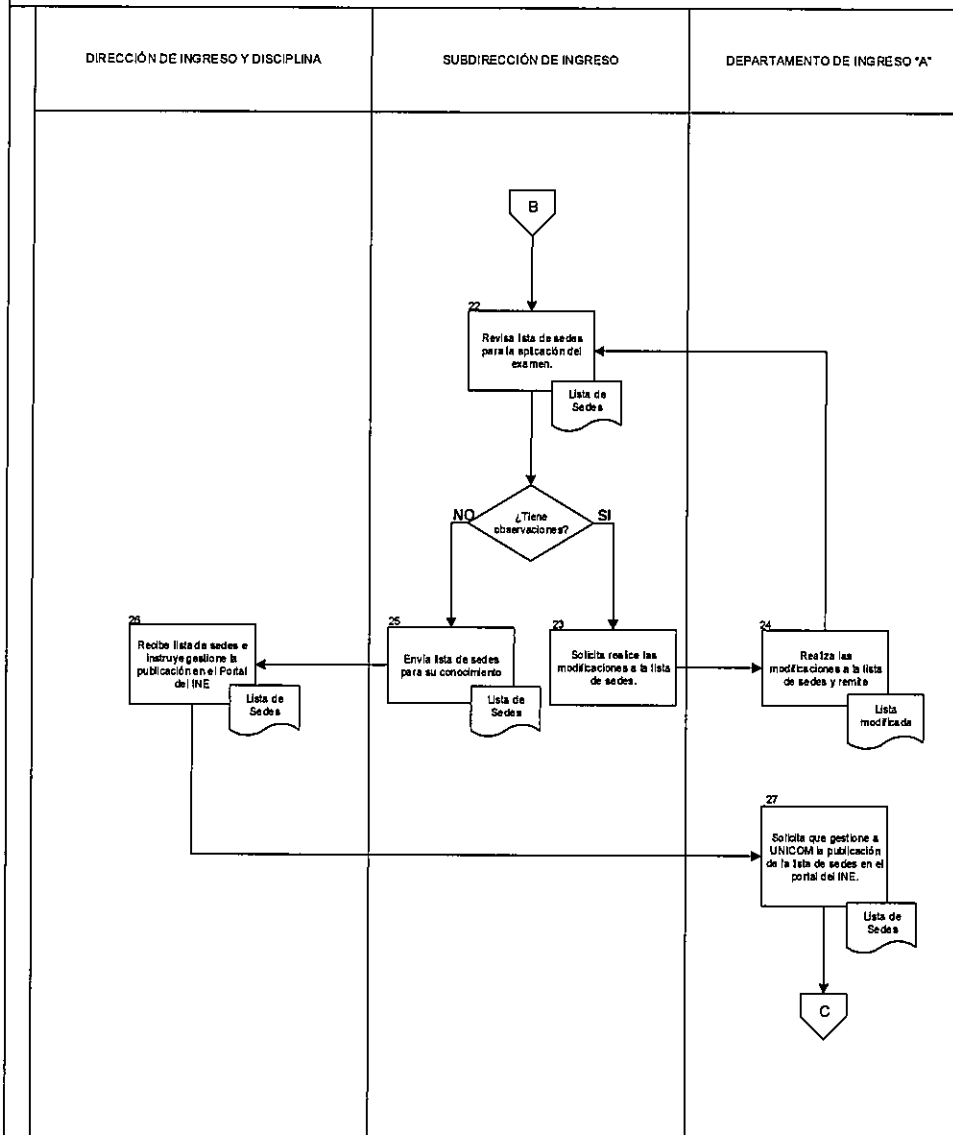 DIRECCIÓN DE INGRESO Y DISCIPLINA
SUBDIRECCIÓN DE INGRESO
DEPARTAMENTO DE INGRESO "A"
B
22
Revisa lista de sedes
para la aplicación del
examen.
Lista de
Sedes
¿Tiene
observaciones?
NO
SI
26
Recibe lista de sedes e
instruye gestione la
publicación en el Portal
del INE
Lista de
Sedes
25
Envía lista de sedes
para su conocimiento
Lista de
Sedes
23
Solicita realice las
modificaciones a la lista
de sedes.
24
Realiza las
modificaciones a la lista
de sedes y remite
Lista
modificada
27
Solicita que gestione a
UNICOM la publicación
de la lista de sedes en el
portal del INE.
Lista de
Sedes
C